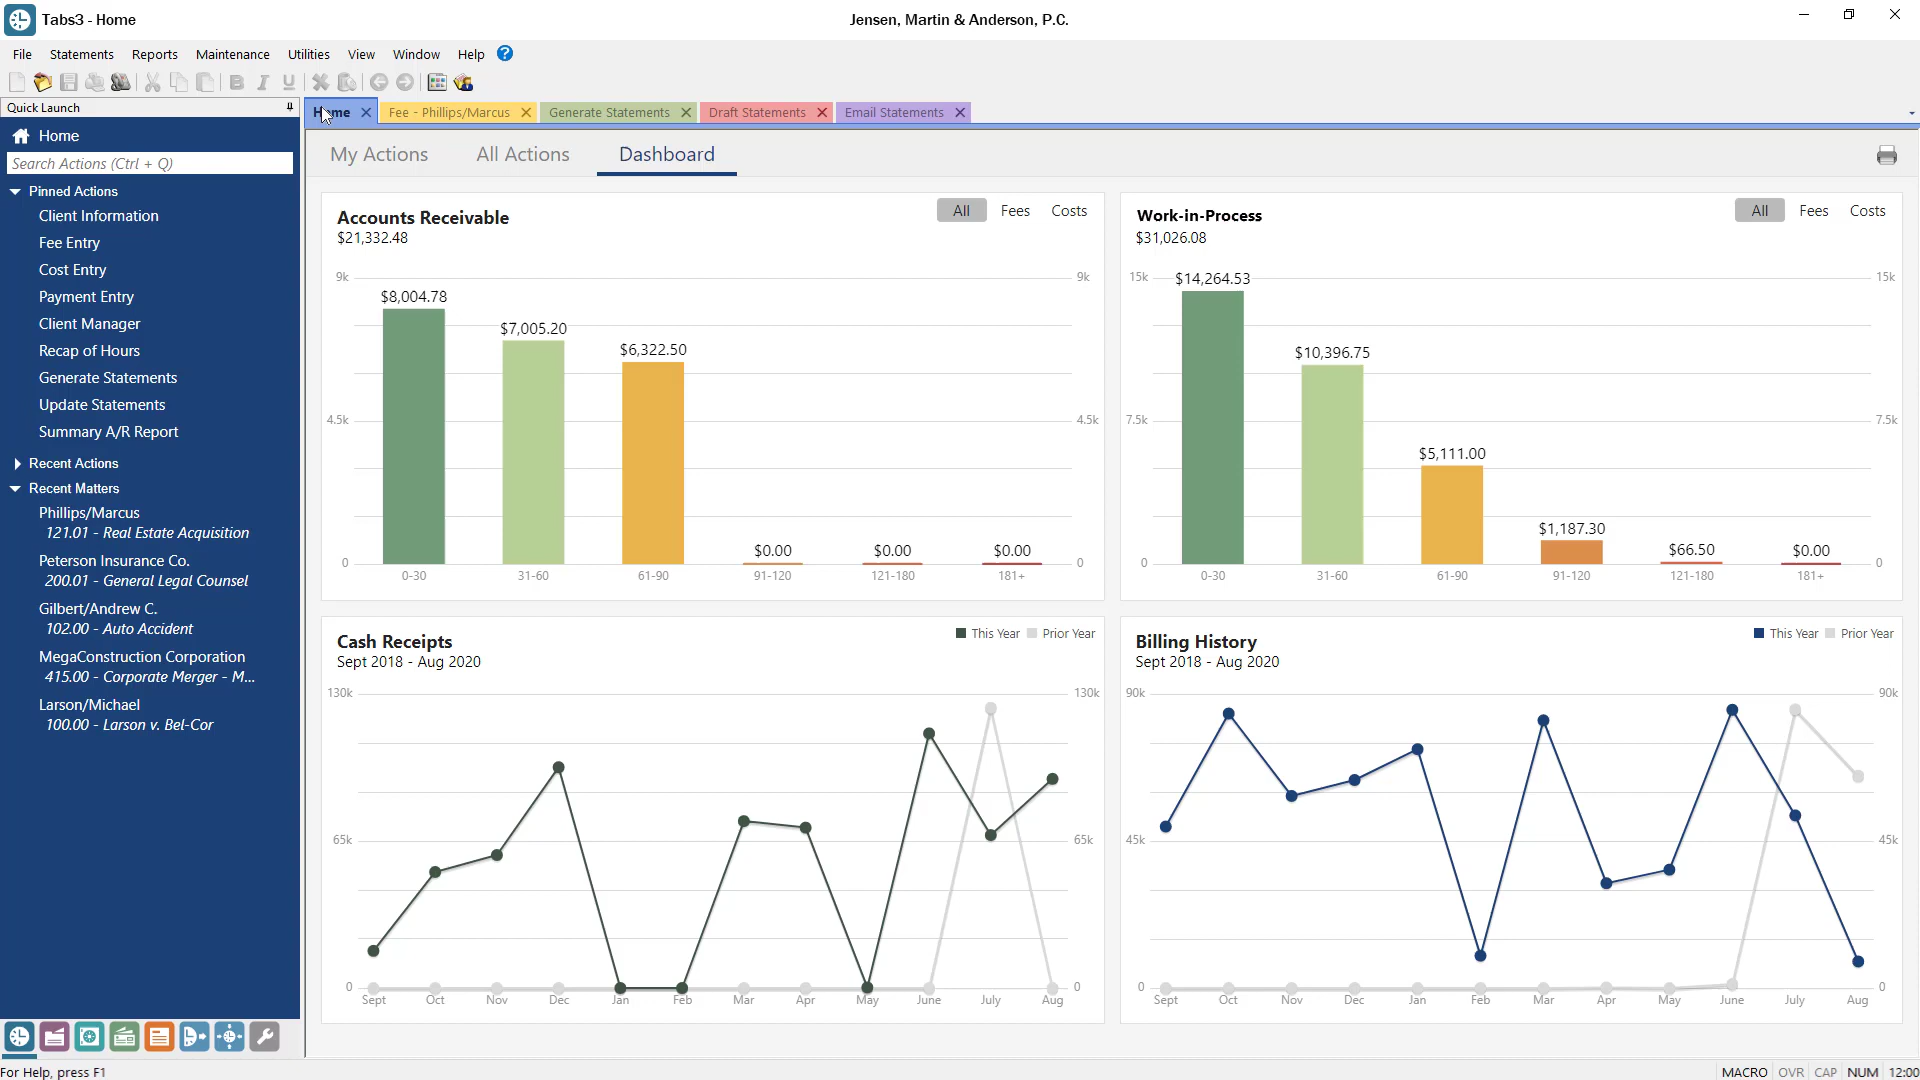 Tabs3 - Home
Jensen, Martin & Anderson, P.C.
File Statements Reports Maintenance Utilities View Window Help
Quick Launch
Home
Search Actions (Ctrl + Q)
Pinned Actions
Client Information
Fee Entry
Cost Entry
Payment Entry
Client Manager
Recap of Hours
Generate Statements
Update Statements
Summary A/R Report
Recent Actions
Recent Matters
Phillips/Marcus
121.01 - Real Estate Acquisition
Peterson Insurance Co.
200.01 - General Legal Counsel
Gilbert/Andrew C.
102.00 - Auto Accident
MegaConstruction Corporation
415.00 - Corporate Merger - M...
Larson/Michael
100.00 - Larson v. Bel-Cor
Home Fee - Phillips/Marcus Generate Statements Draft Statements Email Statements
My Actions All Actions Dashboard
Accounts Receivable
$21,332.48
All Fees Costs
9k 9k
$8,004.78 $7,005.20 $6,322.50 $0.00 $0.00 $0.00
4.5k 4.5k
0 0
0-30 31-60 61-90 91-120 121-180 181+
Work-in-Process
$31,026.08
All Fees Costs
15k 15k
$14,264.53 $10,396.75 $5,111.00 $1,187.30 $66.50 $0.00
7.5k 7.5k
0 0
0-30 31-60 61-90 91-120 121-180 181+
Cash Receipts
Sept 2018 - Aug 2020
This Year Prior Year
130k 130k
65k 65k
0 0
Sept Oct Nov Dec Jan Feb Mar Apr May June July Aug
Billing History
Sept 2018 - Aug 2020
This Year Prior Year
90k 90k
45k 45k
0 0
Sept Oct Nov Dec Jan Feb Mar Apr May June July Aug
For Help, press F1
MACRO OVR CAP NUM 12:00